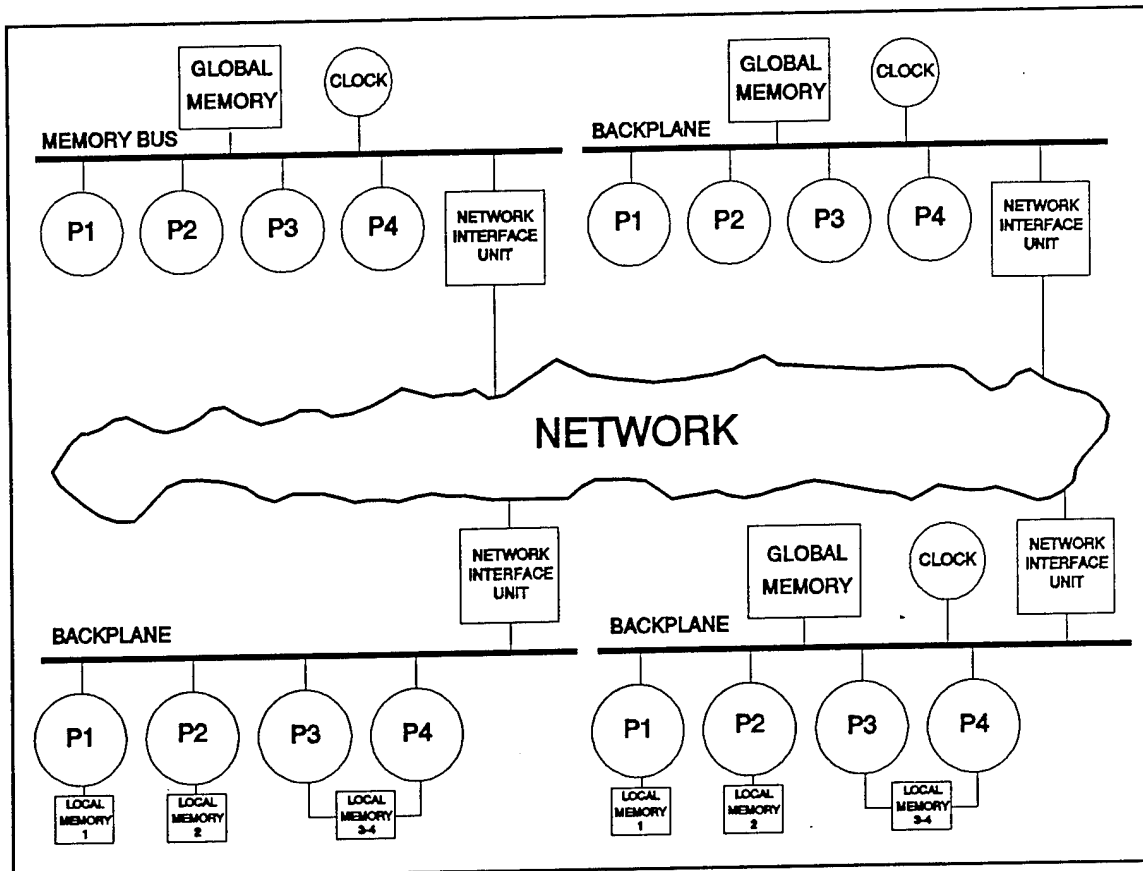 GLOBAL
MEMORY
CLOCK
MEMORY BUS
P1
P2
P3
P4
NETWORK
INTERFACE
UNIT
GLOBAL
MEMORY
CLOCK
BACKPLANE
P1
P2
P3
P4
NETWORK
INTERFACE
UNIT
NETWORK
NETWORK
INTERFACE
UNIT
BACKPLANE
P1
P2
P3
P4
LOCAL
MEMORY
1
LOCAL
MEMORY
2
LOCAL
MEMORY
3-4
GLOBAL
MEMORY
CLOCK
NETWORK
INTERFACE
UNIT
BACKPLANE
P1
P2
P3
P4
LOCAL
MEMORY
1
LOCAL
MEMORY
2
LOCAL
MEMORY
3-4